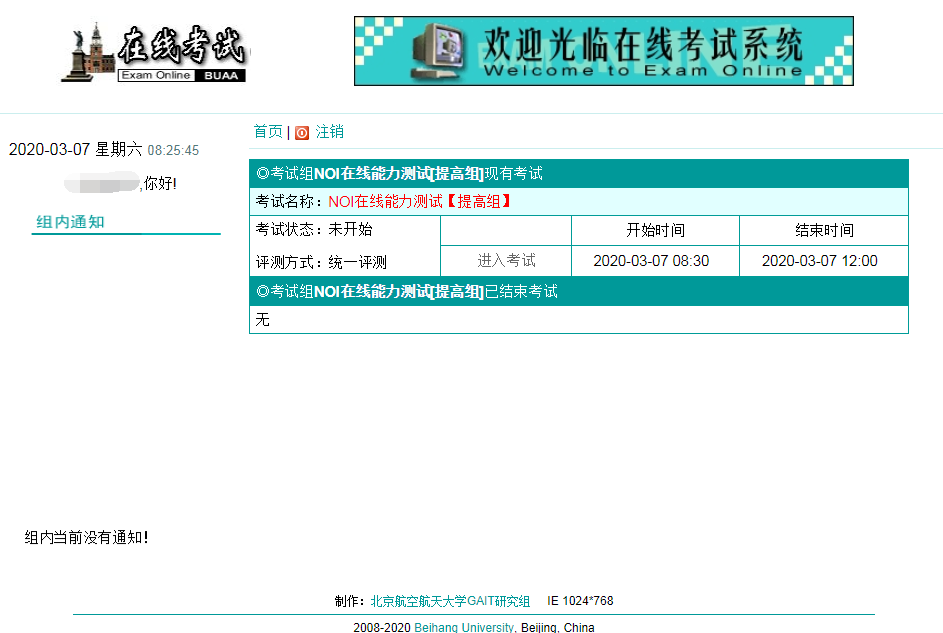 在线考试
Exam Online BUAA
欢迎光临在线考试系统
Welcome to Exam Online
首页 | 注销
2020-03-07 星期六 08:25:45
,你好!
组内通知
◎考试组NOI在线能力测试[提高组]现有考试
考试名称：NOI在线能力测试【提高组】
考试状态：未开始 开始时间 结束时间
评测方式：统一评测 进入考试 2020-03-07 08:30 2020-03-07 12:00
◎考试组NOI在线能力测试[提高组]已结束考试
无
组内当前没有通知！
制作：北京航空航天大学GAIT研究组 IE 1024*768
2008-2020 Beihang University, Beijing, China